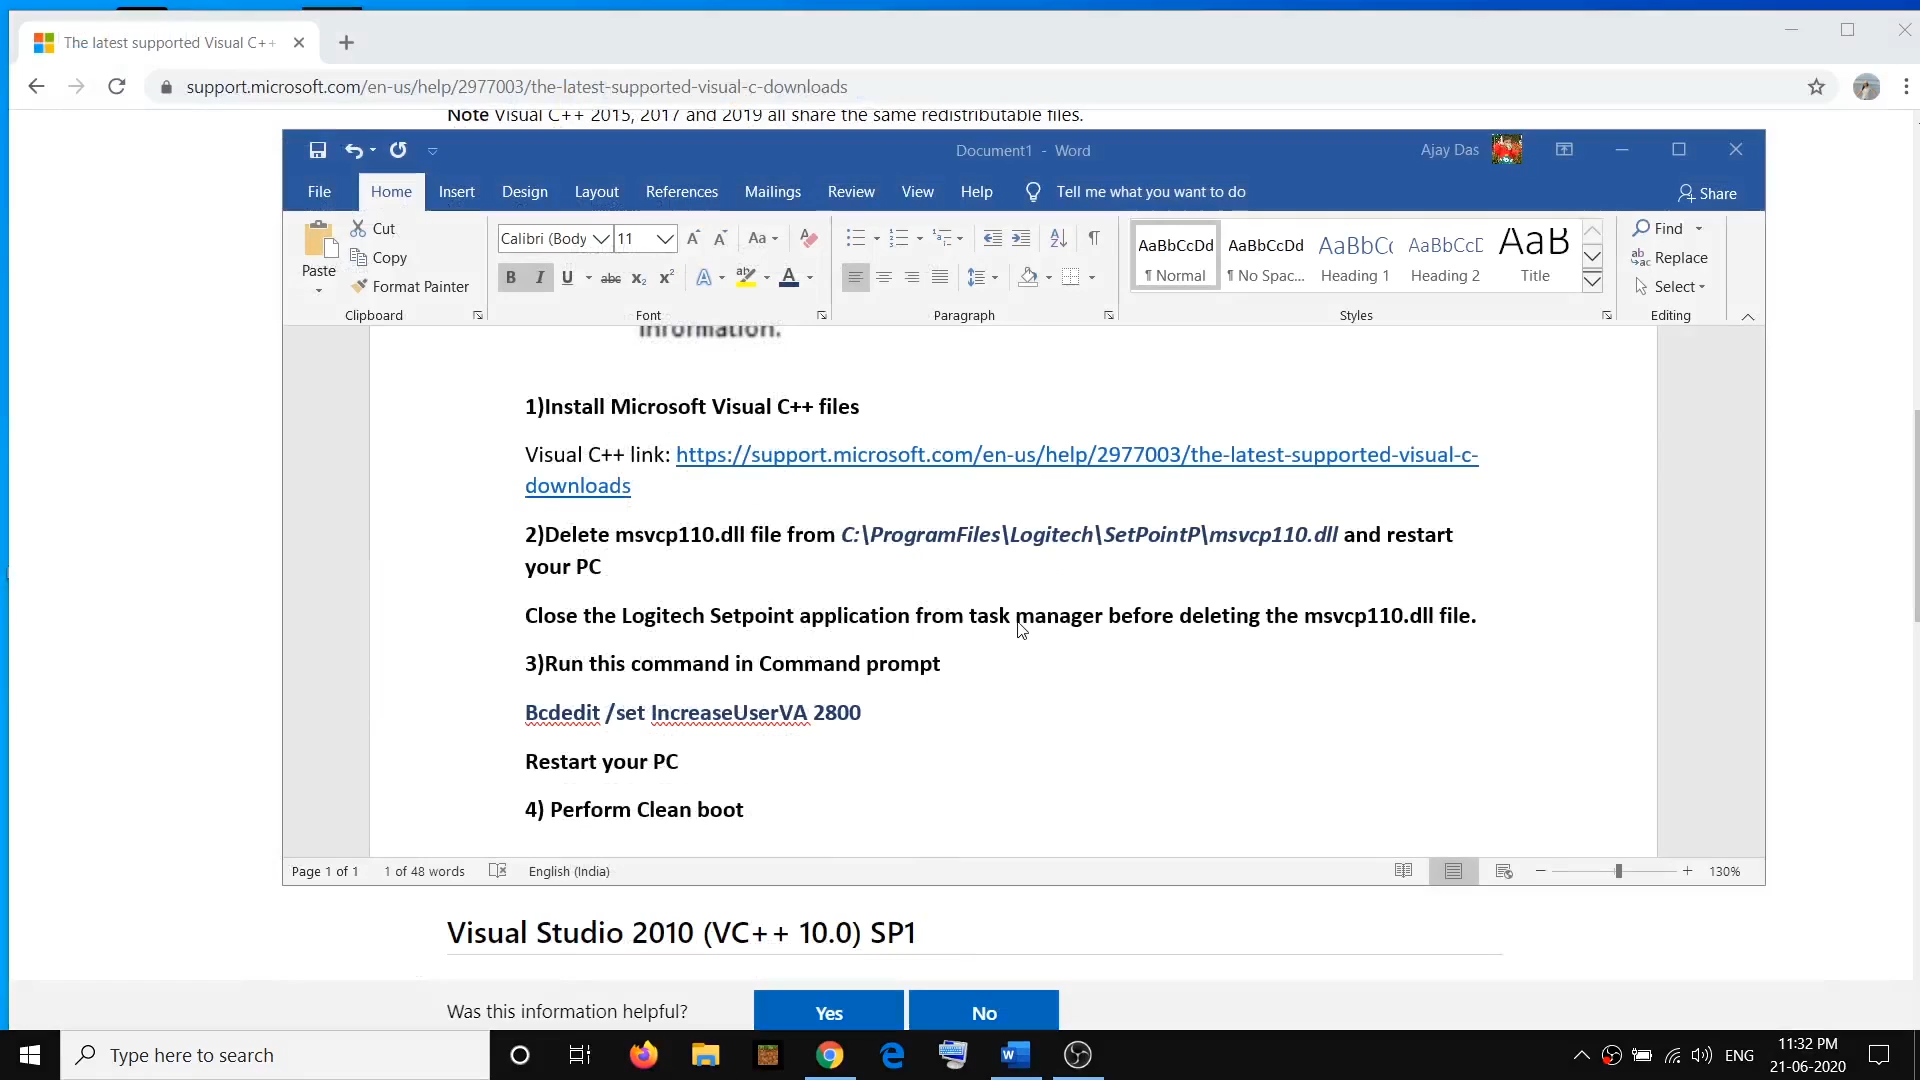 The latest supported Visual C++
support.microsoft.com/en-us/help/2977003/the-latest-supported-visual-c-downloads
Note Visual C++ 2015, 2017 and 2019 all share the same redistributable files.
Document1 - Word
Ajay Das
File Home Insert Design Layout References Mailings Review View Help Tell me what you want to do Share
Paste
Cut
Copy
Format Painter
Clipboard
Calibri (Body 11
Font
Paragraph
AaBbCcDd AaBbCcDd AaBbCc AaBbCcD AaB
¶ Normal ¶ No Spac... Heading 1 Heading 2 Title
Styles
Find
Replace
Select
Editing
information.
1)Install Microsoft Visual C++ files
Visual C++ link: https://support.microsoft.com/en-us/help/2977003/the-latest-supported-visual-c-
downloads
2)Delete msvcp110.dll file from C:\ProgramFiles\Logitech\SetPointP\msvcp110.dll and restart
your PC
Close the Logitech Setpoint application from task manager before deleting the msvcp110.dll file.
3)Run this command in Command prompt
Bcdedit /set IncreaseUserVA 2800
Restart your PC
4) Perform Clean boot
Page 1 of 1 1 of 48 words English (India) 130%
Visual Studio 2010 (VC++ 10.0) SP1
Was this information helpful? Yes No
Type here to search
ENG
11:32 PM
21-06-2020